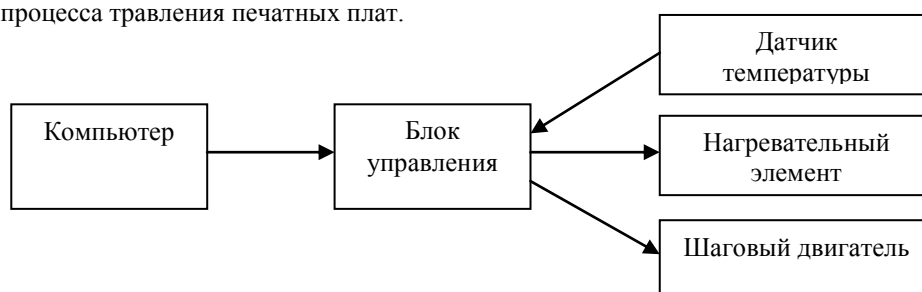 процесса травления печатных плат.
Датчик
температуры
Компьютер
Блок
управления
Нагревательный
элемент
Шаговый двигатель